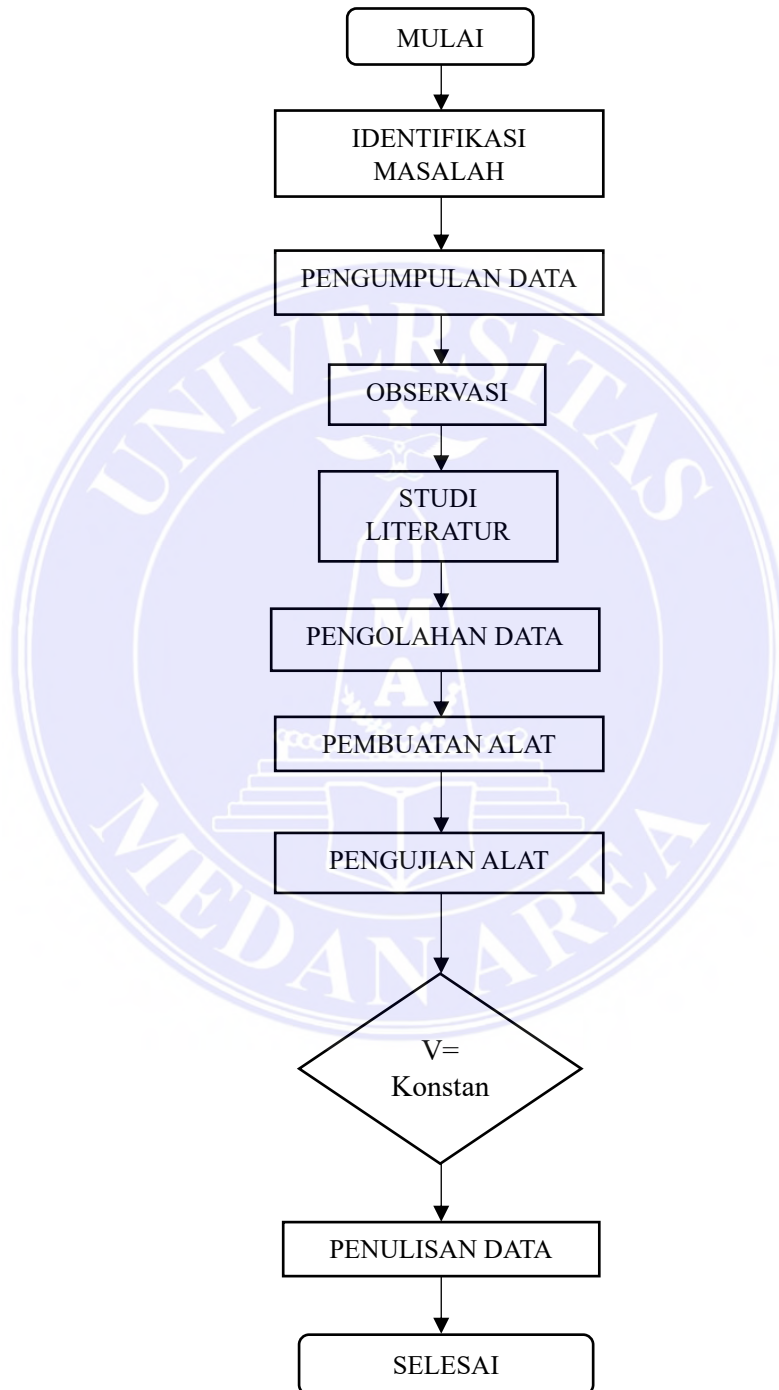 MULAI
IDENTIFIKASI
MASALAH
PENGUMPULAN DATA
OBSERVASI
STUDI
LITERATUR
PENGOLAHAN DATA
PEMBUATAN ALAT
PENGUJIAN ALAT
V=
Konstan
PENULISAN DATA
SELESAI
UNIVERSITAS
UMA
MEDAN AREA